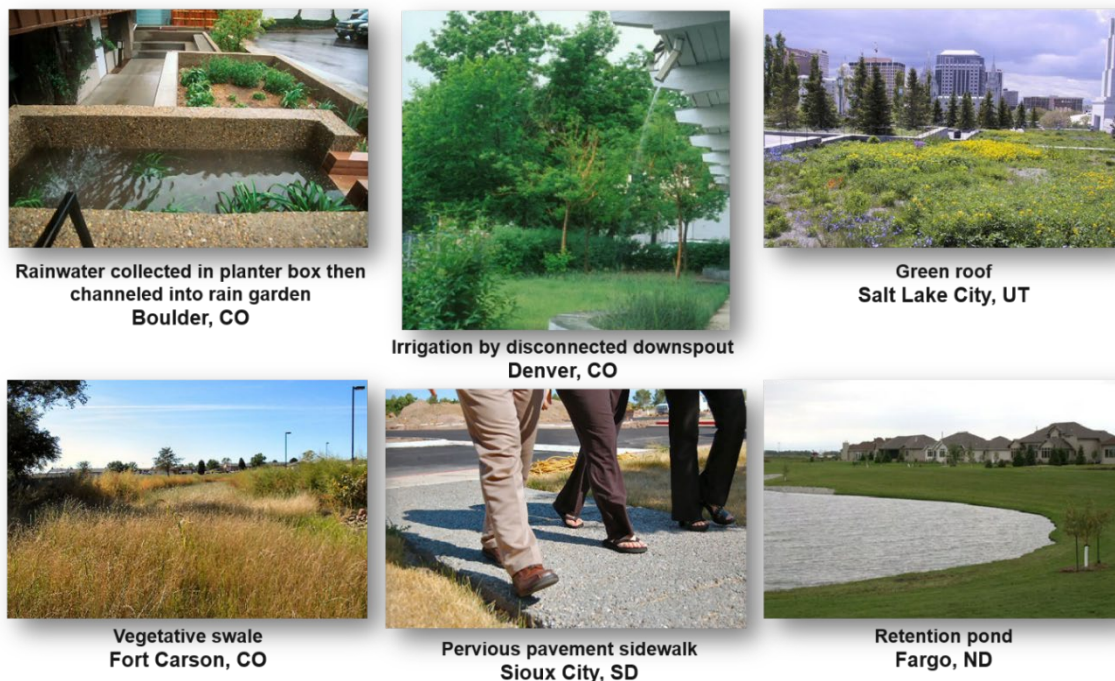 Rainwater collected in planter box then
channeled into rain garden
Boulder, CO
Irrigation by disconnected downspout
Denver, CO
Green roof
Salt Lake City, UT
Vegetative swale
Fort Carson, CO
Pervious pavement sidewalk
Sioux City, SD
Retention pond
Fargo, ND